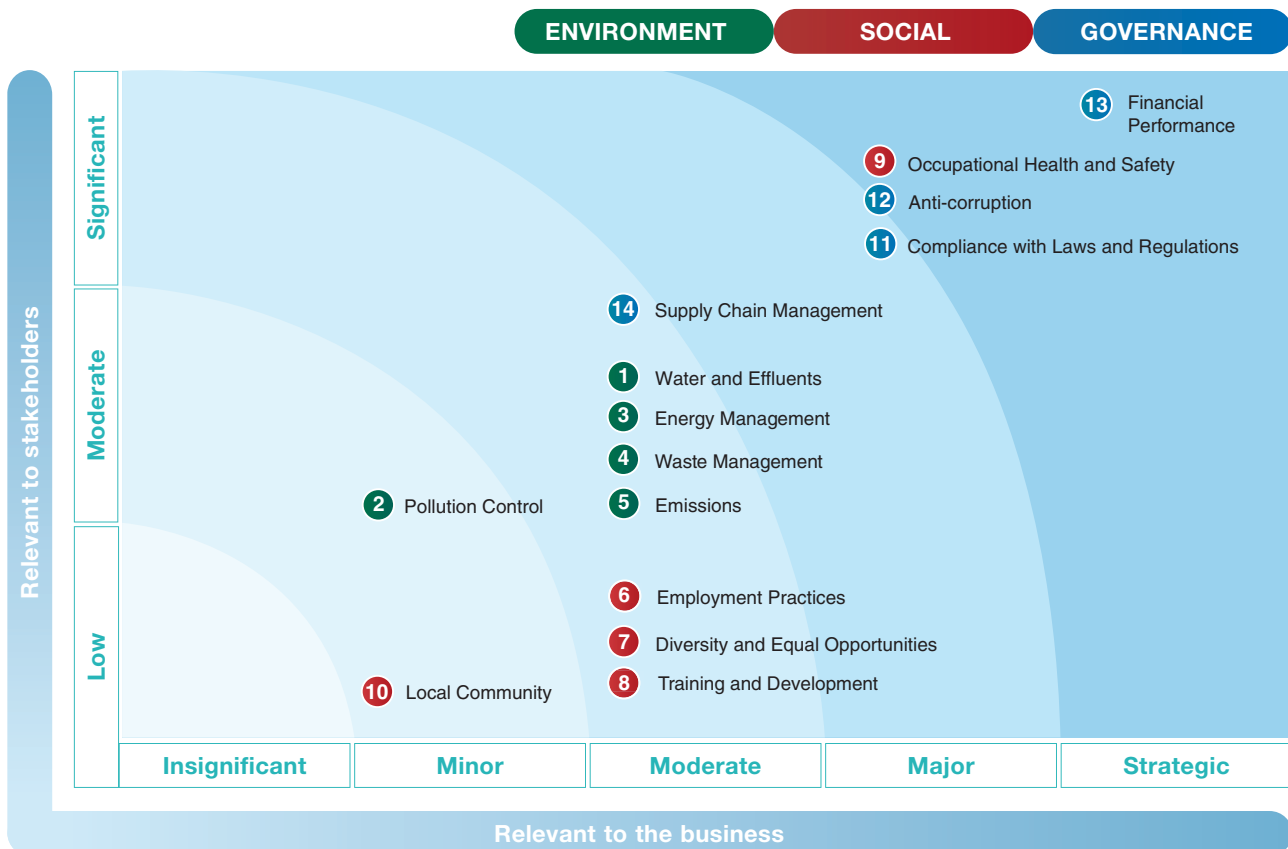 ENVIRONMENT
SOCIAL
GOVERNANCE
Relevant to stakeholders
Significant
Moderate
Low
13 Financial
Performance
9 Occupational Health and Safety
12 Anti-corruption
11 Compliance with Laws and Regulations
14 Supply Chain Management
1 Water and Effluents
3 Energy Management
4 Waste Management
2 Pollution Control
5 Emissions
6 Employment Practices
7 Diversity and Equal Opportunities
10 Local Community
8 Training and Development
Insignificant
Minor
Moderate
Major
Strategic
Relevant to the business